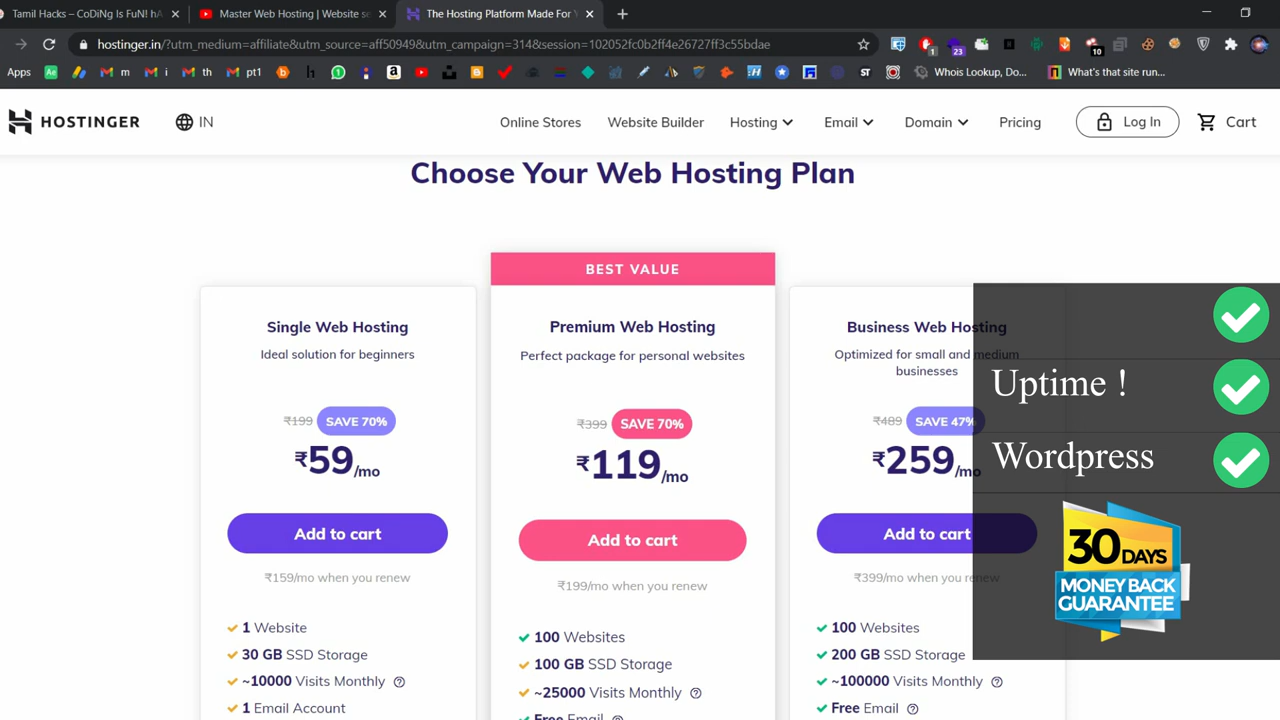 Tamil Hacks – CoDiNg Is FuN! hA
Master Web Hosting | Website se
The Hosting Platform Made For Y
hostinger.in/?utm_medium=affiliate&utm_source=aff50949&utm_campaign=314&session=102052fc0b2ff4e26727ff3c55bdae
1
23
10
Apps
m
i
th
pt1
Whois Lookup, Do...
What's that site run...
HOSTINGER
IN
Online Stores
Website Builder
Hosting
Email
Domain
Pricing
Log In
Cart
Choose Your Web Hosting Plan
BEST VALUE
Single Web Hosting
Ideal solution for beginners
₹199 SAVE 70%
₹59/mo
Add to cart
₹159/mo when you renew
1 Website
30 GB SSD Storage
~10000 Visits Monthly
1 Email Account
Premium Web Hosting
Perfect package for personal websites
₹399 SAVE 70%
₹119/mo
Add to cart
₹199/mo when you renew
100 Websites
100 GB SSD Storage
~25000 Visits Monthly
Free Email
Business Web Hosting
Optimized for small and medium
businesses
₹489 SAVE 47%
₹259/mo
Add to cart
₹399/mo when you renew
100 Websites
200 GB SSD Storage
~100000 Visits Monthly
Free Email
Uptime !
Wordpress
30 DAYS
MONEY BACK
GUARANTEE